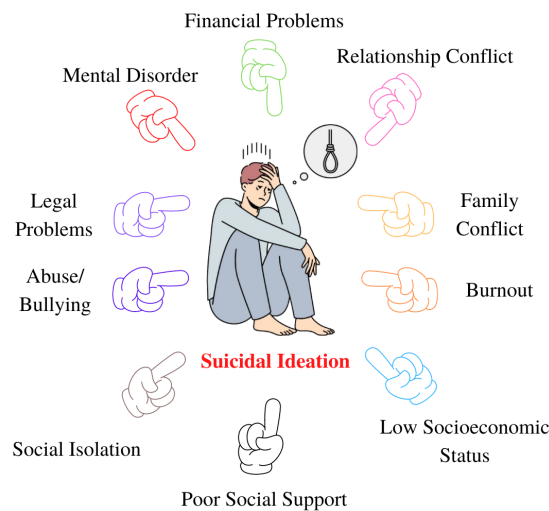 Financial Problems
Relationship Conflict
Mental Disorder
Legal
Problems
Family
Conflict
Abuse/
Bullying
Burnout
Suicidal Ideation
Low Socioeconomic
Status
Social Isolation
Poor Social Support